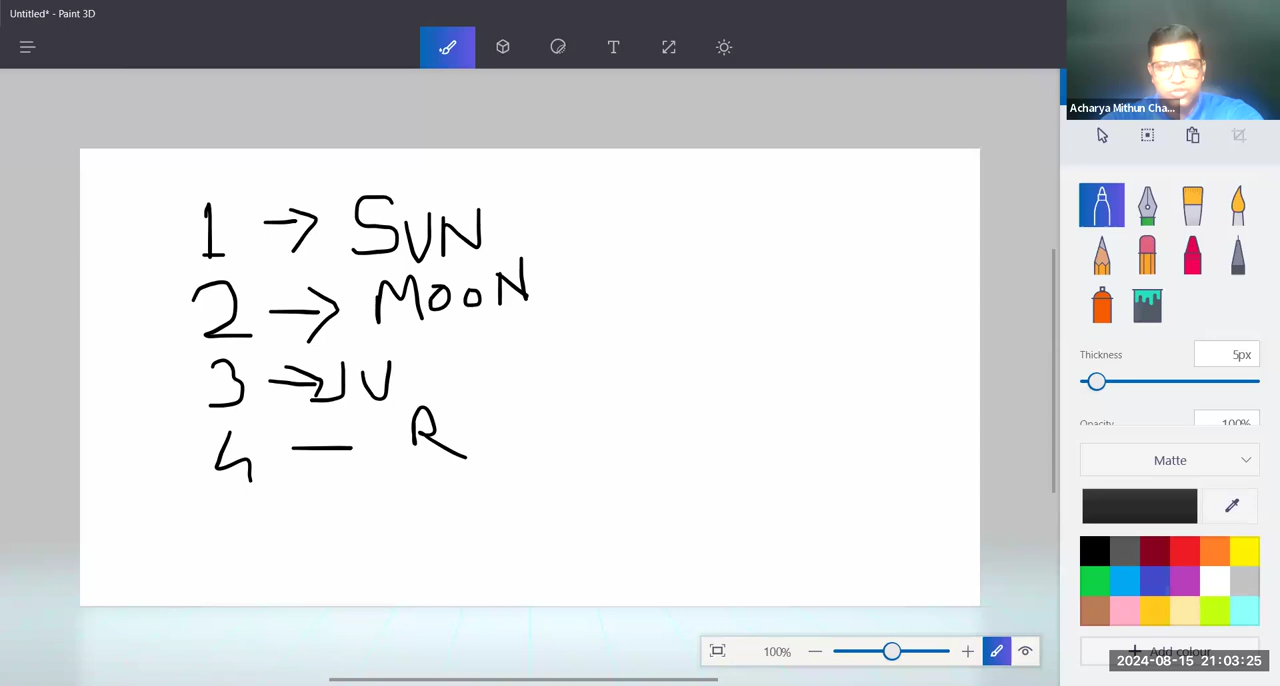 Untitled* - Paint 3D
Acharya Mithun Cha...
1 → SUN
2 → MOON
3 → JU
4 — R
Thickness
5px
Opacity
100%
Matte
100%
Add colour
2024-08-15 21:03:25